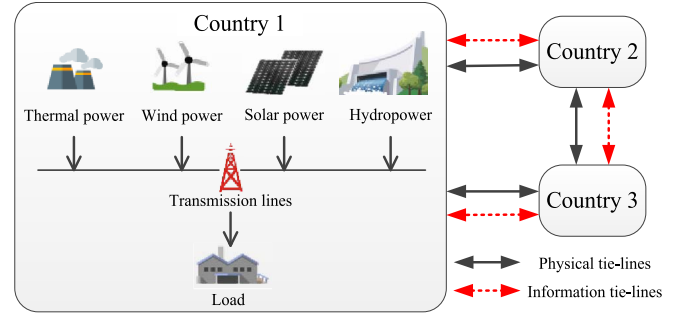 Country 1
Thermal power
Wind power
Solar power
Hydropower
Transmission lines
Load
Country 2
Country 3
Physical tie-lines
Information tie-lines